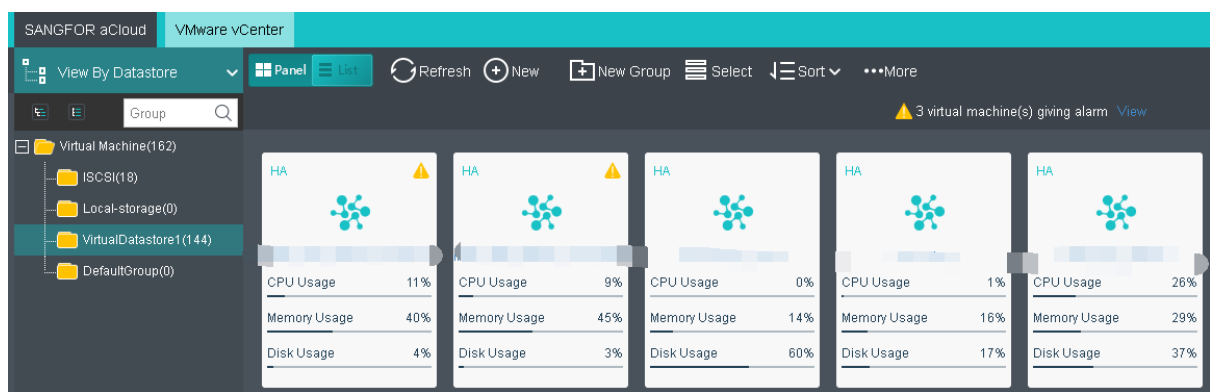 SANGFOR aCloud VMware vCenter
View By Datastore Panel List Refresh New New Group Select Sort More
Group 3 virtual machine(s) giving alarm View
Virtual Machine(162)
ISCSI(18)
Local-storage(0)
VirtualDatastore1(144)
DefaultGroup(0)
HA HA HA HA HA
CPU Usage 11% CPU Usage 9% CPU Usage 0% CPU Usage 1% CPU Usage 26%
Memory Usage 40% Memory Usage 45% Memory Usage 14% Memory Usage 16% Memory Usage 29%
Disk Usage 4% Disk Usage 3% Disk Usage 60% Disk Usage 17% Disk Usage 37%